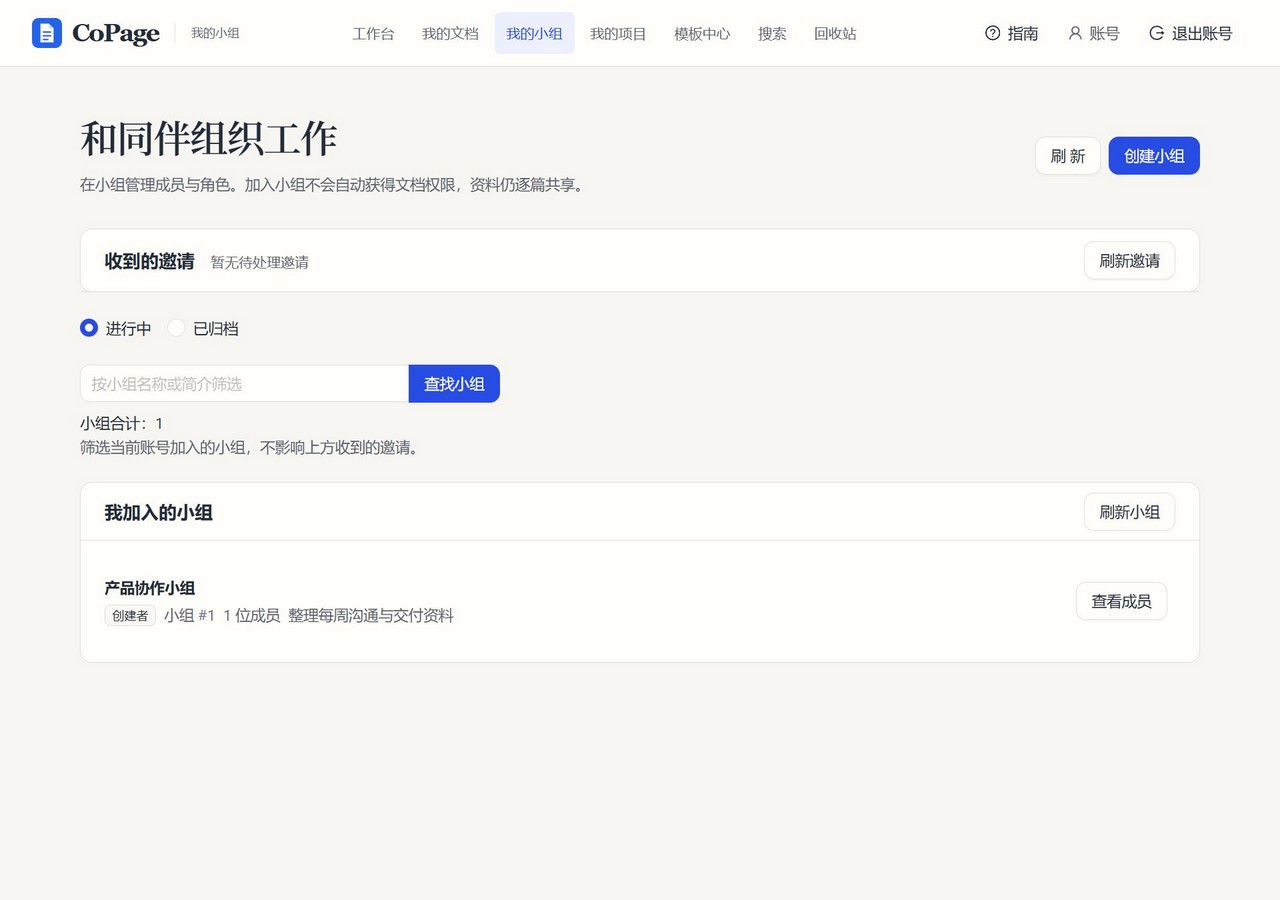 CoPage 我的小组 工作台 我的文档 我的小组 我的项目 模板中心 搜索 回收站 指南 账号 退出账号
和同伴组织工作
在小组管理成员与角色。加入小组不会自动获得文档权限，资料仍逐篇共享。
刷 新 创建小组
收到的邀请 暂无待处理邀请 刷新邀请
进行中 已归档
按小组名称或简介筛选 查找小组
小组合计：1
筛选当前账号加入的小组，不影响上方收到的邀请。
我加入的小组 刷新小组
产品协作小组
创建者 小组 #1 1 位成员 整理每周沟通与交付资料
查看成员